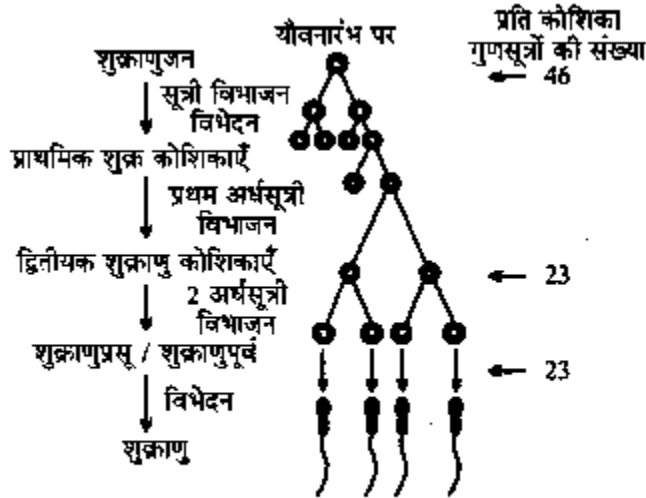 प्रति कोशिका
यौवनारंभ पर
गुणसूत्रों की संख्या
शुक्राणुजन
46
सूत्री विभाजन
विभेदन
प्राथमिक शुक्र कोशिकाएँ
प्रथम अर्धसूत्री
विभाजन
द्वितीयक शुक्राणु कोशिकाएँ
23
2 अर्धसूत्री
विभाजन
शुक्राणुप्रसू / शुक्राणुपूर्व
23
विभेदन
शुक्राणु